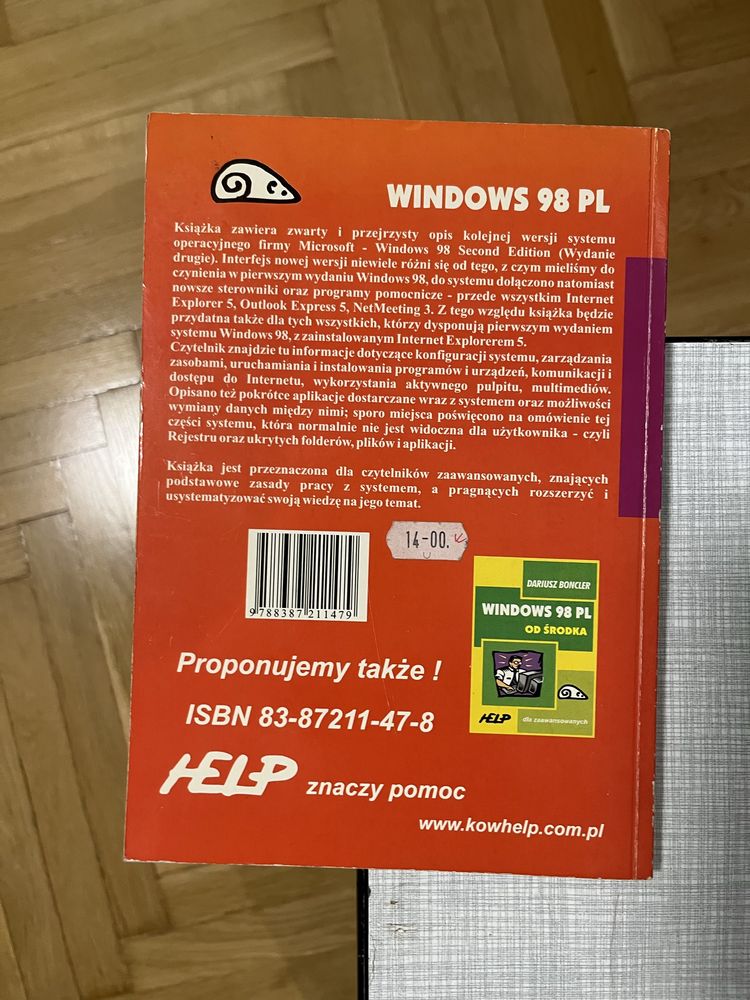 WINDOWS 98 PL
Książka zawiera zwarty i przejrzysty opis kolejnej wersji systemu
operacyjnego firmy Microsoft - Windows 98 Second Edition (Wydanie
drugie). Interfejs nowej wersji niewiele różni się od tego, z czym mieliśmy do
czynienia w pierwszym wydaniu Windows 98, do systemu dołączono natomiast
nowsze sterowniki oraz programy pomocnicze - przede wszystkim Internet
Explorer 5, Outlook Express 5, NetMeeting 3. Z tego względu książka będzie
przydatna także dla tych wszystkich, którzy dysponują pierwszym wydaniem
systemu Windows 98, z zainstalowanym Internet Explorerem 5.
Czytelnik znajdzie tu informacje dotyczące konfiguracji systemu, zarządzania
zasobami, uruchamiania i instalowania programów i urządzeń, komunikacji i
dostępu do Internetu, wykorzystania aktywnego pulpitu, multimediów.
Opisano też pokrótce aplikacje dostarczane wraz z systemem oraz możliwości
wymiany danych między nimi; sporo miejsca poświęcono na omówienie tej
części systemu, która normalnie nie jest widoczna dla użytkownika - czyli
Rejestru oraz ukrytych folderów, plików i aplikacji.
Książka jest przeznaczona dla czytelników zaawansowanych, znających
podstawowe zasady pracy z systemem, a pragnących rozszerzyć i
usystematyzować swoją wiedzę na jego temat.
14-00.
9 788387 211479
DARIUSZ BONCLER
WINDOWS 98 PL
OD ŚRODKA
HELP dla zaawansowanych
Proponujemy także !
ISBN 83-87211-47-8
HELP znaczy pomoc
www.kowhelp.com.pl